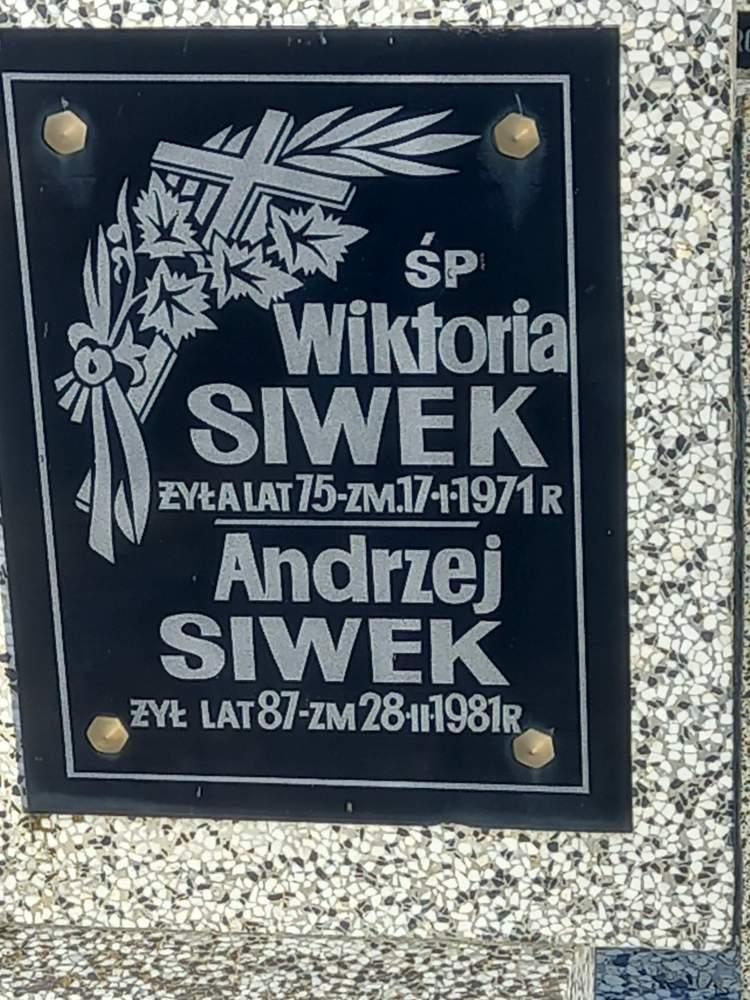 ŚP
Wiktoria
SIWEK
ŻYŁA LAT 75-ZM.17·I·1971 R
Andrzej
SIWEK
ŻYŁ LAT 87-ZM 28·II·1981R